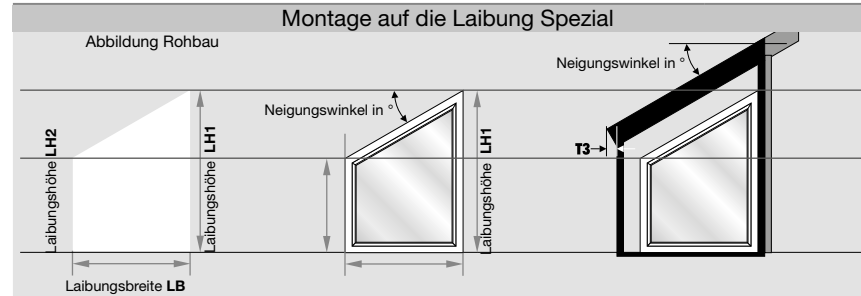 Montage auf die Laibung Spezial
Abbildung Rohbau
Neigungswinkel in °
Neigungswinkel in °
Laibungshöhe LH2
Laibungshöhe LH1
Laibungshöhe LH1
T3
Laibungsbreite LB